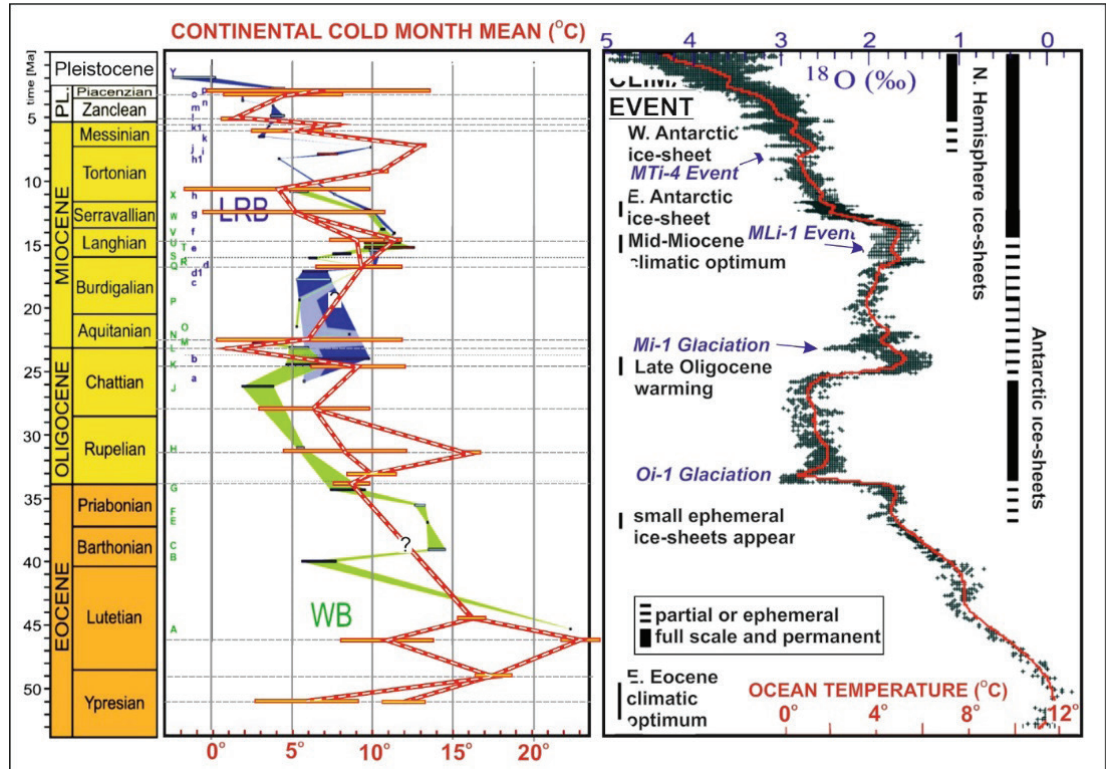 CONTINENTAL COLD MONTH MEAN (°C)
time [Ma]
PL.
MIOCENE
OLIGOCENE
EOCENE
Pleistocene
Piacenzian
Zanclean
Messinian
Tortonian
Serravallian
Langhian
Burdigalian
Aquitanian
Chattian
Rupelian
Priabonian
Barthonian
Lutetian
Ypresian
5
10
15
20
25
30
35
40
45
50
Y
p
o
n
m
l
k1
k
j
i
h1
X
h
W
g
V
f
U
T
e
S
R
d
Q
d1
c
P
O
N
M
L
b
K
a
J
H
G
F
E
C
B
A
LRB
?
?
WB
0°
5°
10°
15°
20°
5
4
3
2
1
0
18O (‰)
EVENT
W. Antarctic
ice-sheet
MTi-4 Event
E. Antarctic
ice-sheet
MLi-1 Event
Mid-Miocene
climatic optimum
Mi-1 Glaciation
Late Oligocene
warming
Oi-1 Glaciation
small ephemeral
ice-sheets appear
partial or ephemeral
full scale and permanent
E. Eocene
climatic
optimum
OCEAN TEMPERATURE (°C)
0°
4°
8°
12°
N. Hemisphere ice-sheets
Antarctic ice-sheets